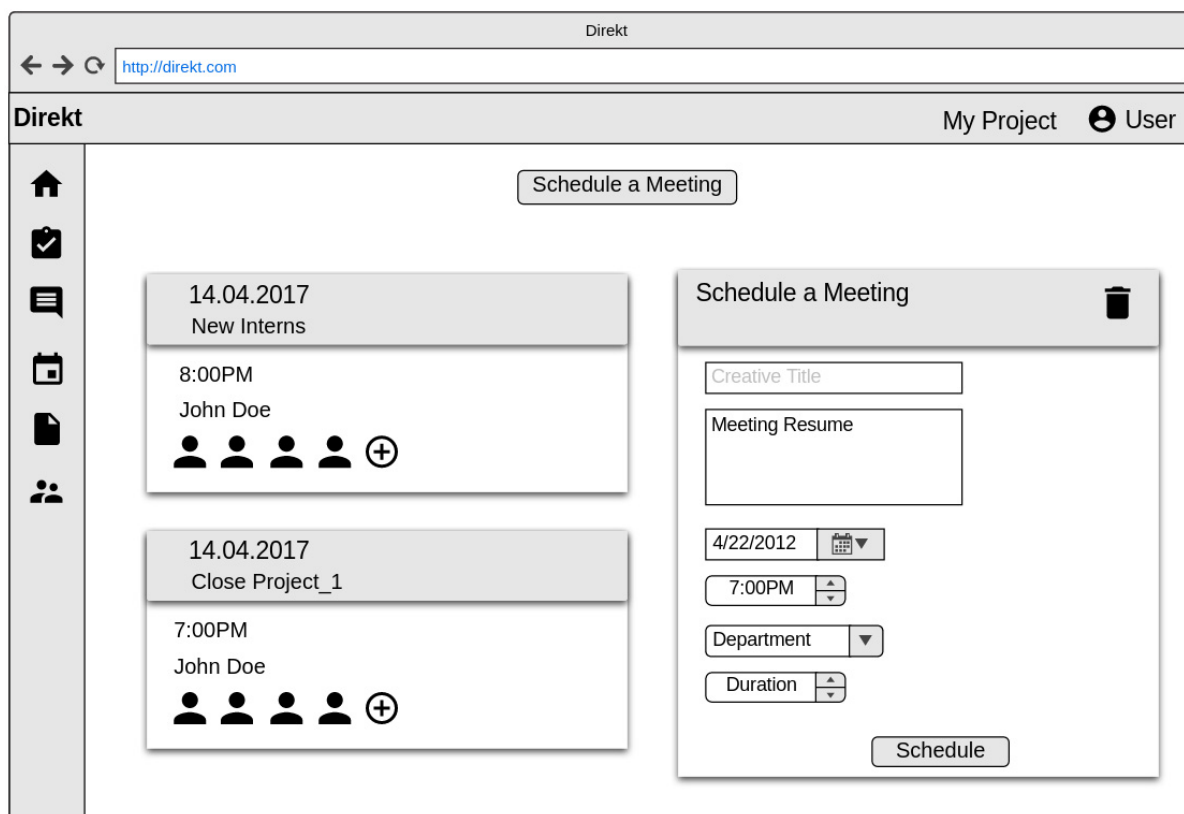 Direkt
http://direkt.com
Direkt
My Project
User
Schedule a Meeting
14.04.2017
New Interns
8:00PM
John Doe
14.04.2017
Close Project_1
7:00PM
John Doe
Schedule a Meeting
Creative Title
Meeting Resume
4/22/2012
7:00PM
Department
Duration
Schedule